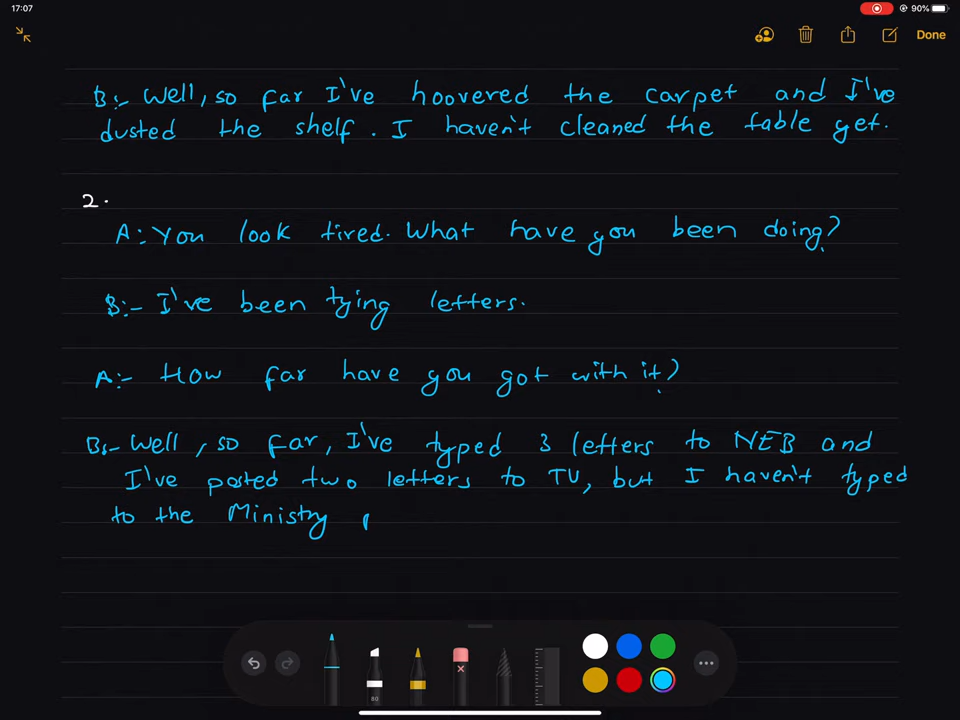 17:07
90%
Done
B:- Well, so far I've hoovered the carpet and I've
dusted the shelf. I haven't cleaned the table yet.
2.
A: You look tired. What have you been doing?
B:- I've been tying letters.
A:- How far have you got with it?
B:- Well, so far, I've typed 3 letters to NEB and
I've posted two letters to TU, but I haven't typed
to the Ministry
80